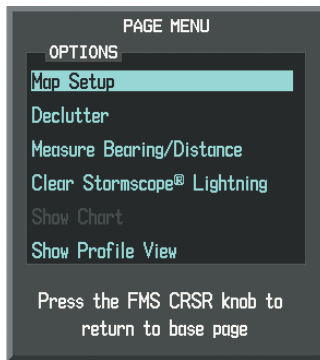 PAGE MENU
OPTIONS
Map Setup
Declutter
Measure Bearing/Distance
Clear Stormscope® Lightning
Show Chart
Show Profile View
Press the FMS CRSR knob to
return to base page